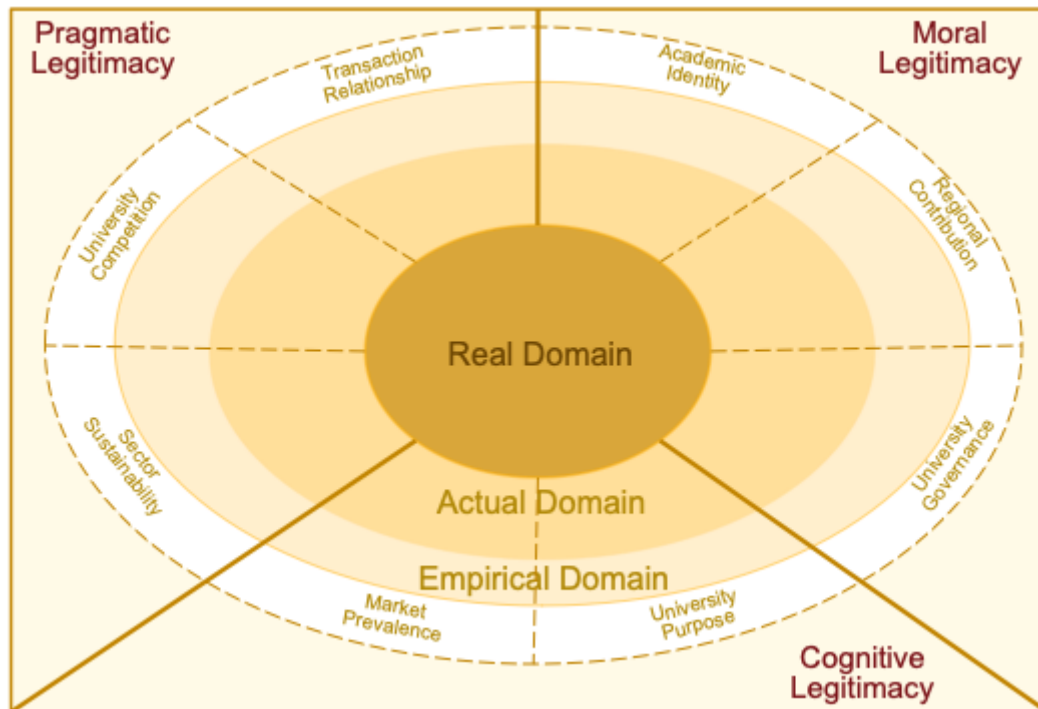 Pragmatic
Legitimacy
Moral
Legitimacy
Transaction
Relationship
Academic
Identity
University
Competition
Regional
Contribution
Real Domain
Sector
Sustainability
University
Governance
Actual Domain
Empirical Domain
Market
Prevalence
University
Purpose
Cognitive
Legitimacy